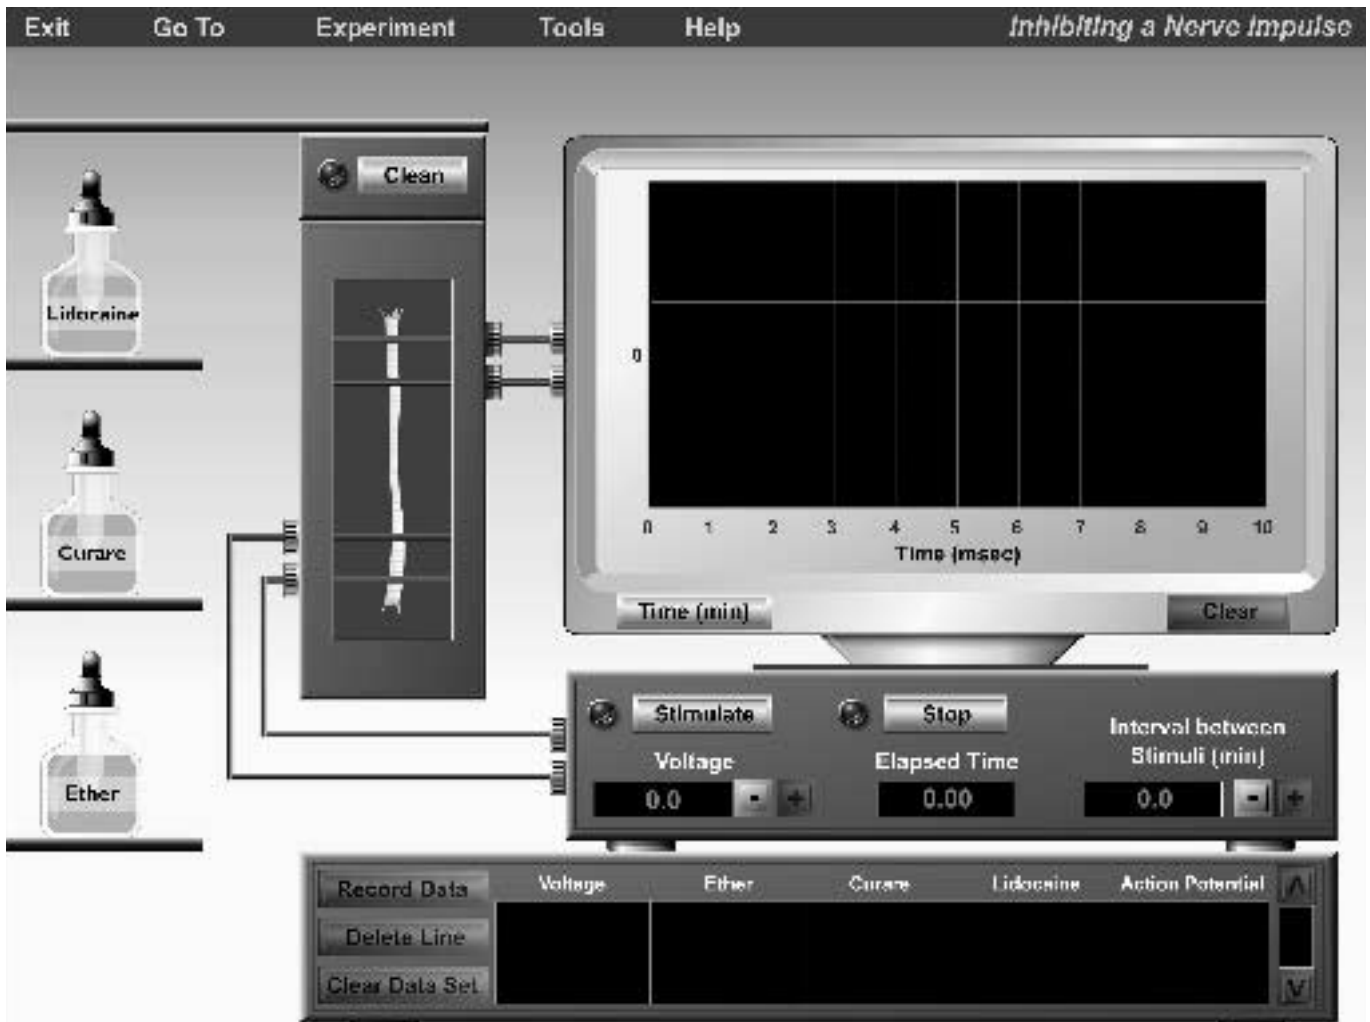 Exit Go To Experiment Tools Help Inhibiting a Nerve Impulse
Clean
Lidocaine
Curare
Ether
0
0 1 2 3 4 5 6 7 8 9 10
Time (msec)
Time (min) Clear
Stimulate Stop
Interval between
Stimuli (min)
Voltage Elapsed Time
0.0 - + 0.00 0.0 - +
Record Data Voltage Ether Curare Lidocaine Action Potential
Delete Line
Clear Data Set